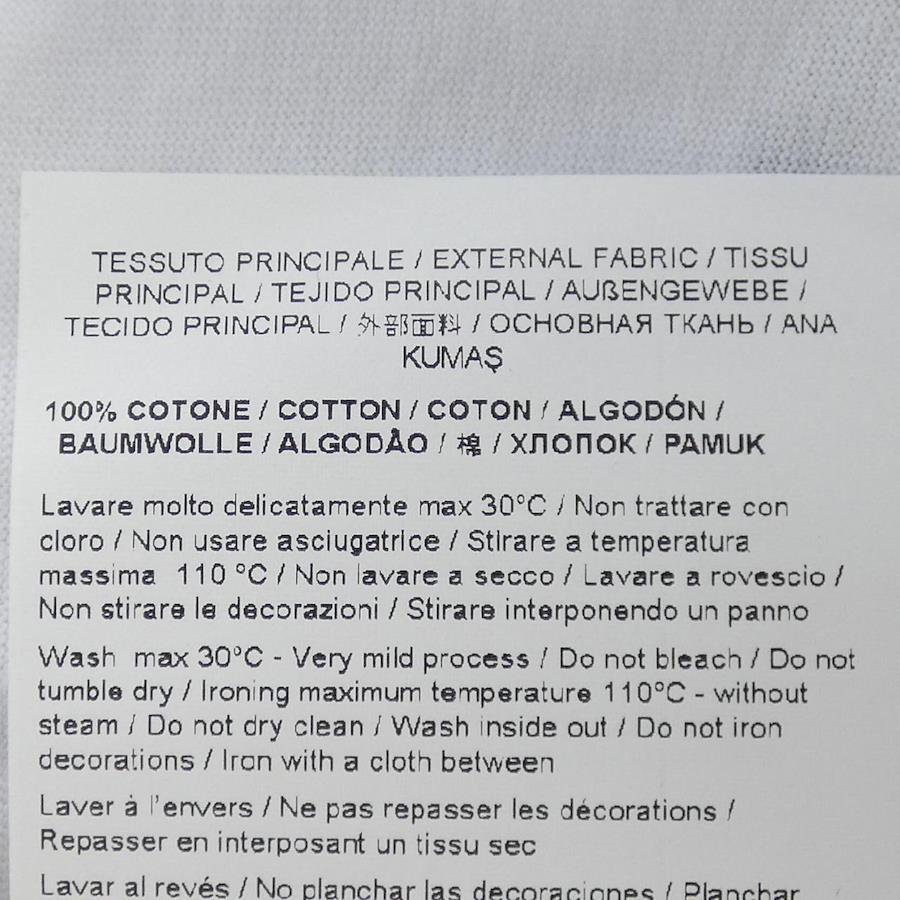 TESSUTO PRINCIPALE / EXTERNAL FABRIC / TISSU
PRINCIPAL / TEJIDO PRINCIPAL / AUßENGEWEBE /
TECIDO PRINCIPAL / 外部面料 / ОСНОВНАЯ ТКАНЬ / ANA
KUMAŞ
100% COTONE / COTTON / COTON / ALGODÓN /
BAUMWOLLE / ALGODÃO / 棉 / ХЛОПОК / PAMUK
Lavare molto delicatamente max 30°C / Non trattare con
cloro / Non usare asciugatrice / Stirare a temperatura
massima 110 °C / Non lavare a secco / Lavare a rovescio /
Non stirare le decorazioni / Stirare interponendo un panno
Wash max 30°C - Very mild process / Do not bleach / Do not
tumble dry / Ironing maximum temperature 110°C - without
steam / Do not dry clean / Wash inside out / Do not iron
decorations / Iron with a cloth between
Laver à l'envers / Ne pas repasser les décorations /
Repasser en interposant un tissu sec
Lavar al revés / No planchar las decoraciones / Planchar